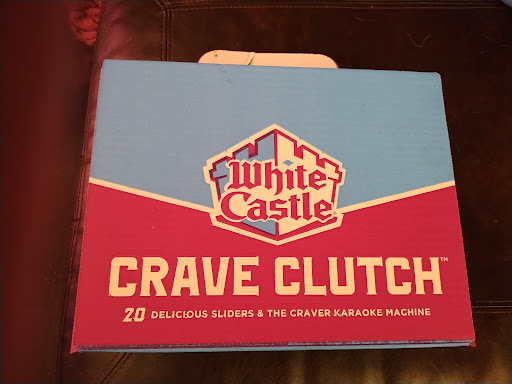 White
Castle
CRAVE CLUTCH™
20 DELICIOUS SLIDERS & THE CRAVER KARAOKE MACHINE